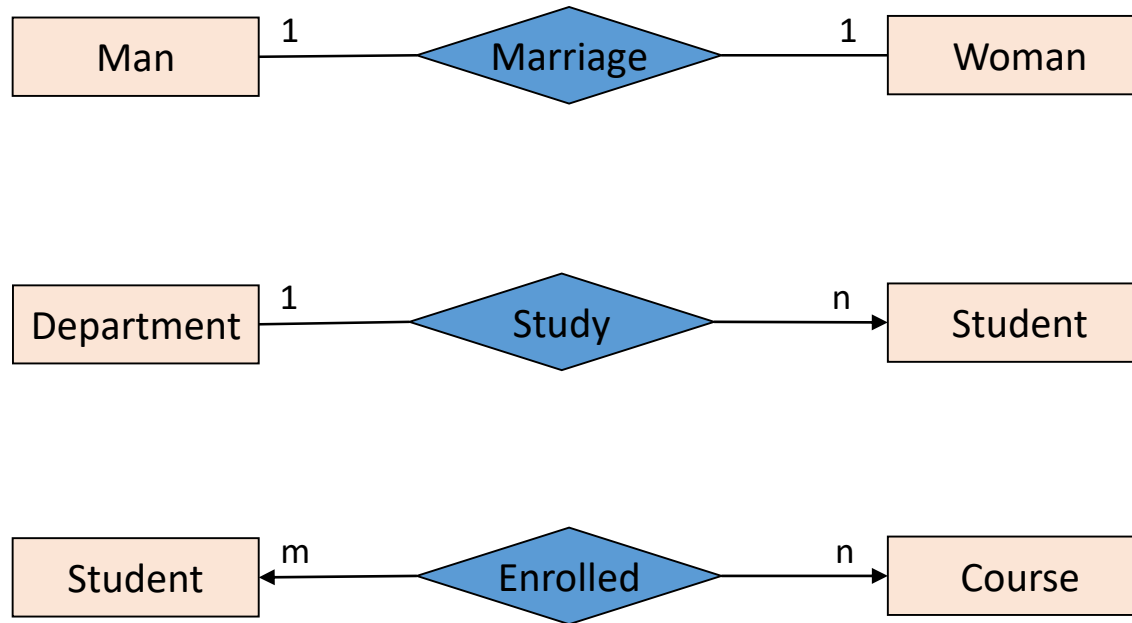 Man 1 Marriage 1 Woman
Department 1 Study n Student
Student m Enrolled n Course